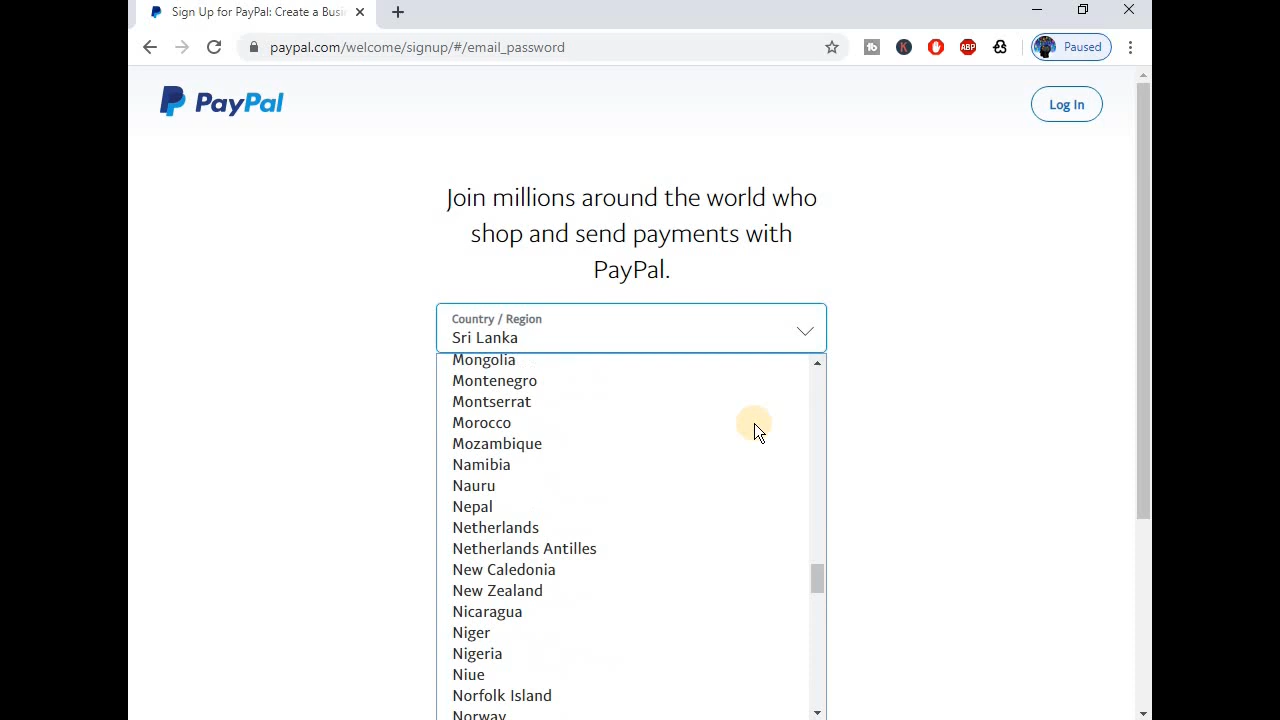 Sign Up for PayPal: Create a Busi
paypal.com/welcome/signup/#/email_password
K
ABP
Paused
PayPal
Log In
Join millions around the world who
shop and send payments with
PayPal.
Country / Region
Sri Lanka
Mongolia
Montenegro
Montserrat
Morocco
Mozambique
Namibia
Nauru
Nepal
Netherlands
Netherlands Antilles
New Caledonia
New Zealand
Nicaragua
Niger
Nigeria
Niue
Norfolk Island
Norway